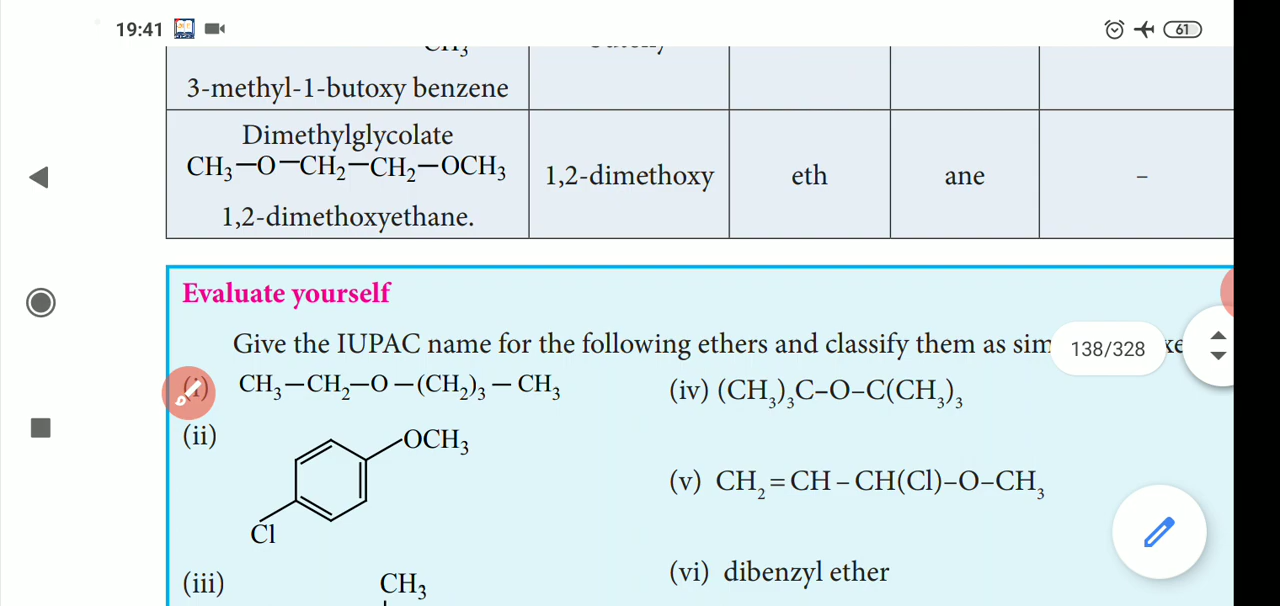 19:41 61
3-methyl-1-butoxy benzene
Dimethylglycolate
CH₃−O−CH₂−CH₂−OCH₃
1,2-dimethoxyethane.
1,2-dimethoxy eth ane –
Evaluate yourself
Give the IUPAC name for the following ethers and classify them as sim
138/328
(i) CH₃−CH₂−O−(CH₂)₃−CH₃
(iv) (CH₃)₃C–O–C(CH₃)₃
(ii)
OCH₃
Cl
(v) CH₂=CH–CH(Cl)–O–CH₃
(vi) dibenzyl ether
(iii)
CH₃